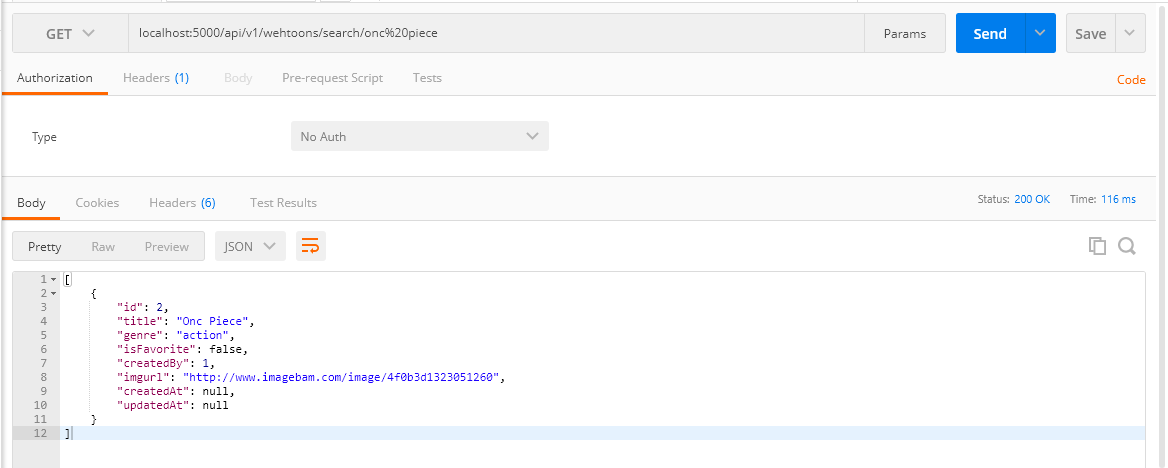 GET localhost:5000/api/v1/wehtoons/search/onc%20piece Params Send Save
Authorization Headers (1) Body Pre-request Script Tests Code
Type No Auth
Body Cookies Headers (6) Test Results Status: 200 OK Time: 116 ms
Pretty Raw Preview JSON
1 [
2 {
3 "id": 2,
4 "title": "Onc Piece",
5 "genre": "action",
6 "isFavorite": false,
7 "createdBy": 1,
8 "imgurl": "http://www.imagebam.com/image/4f0b3d1323051260",
9 "createdAt": null,
10 "updatedAt": null
11 }
12 ]